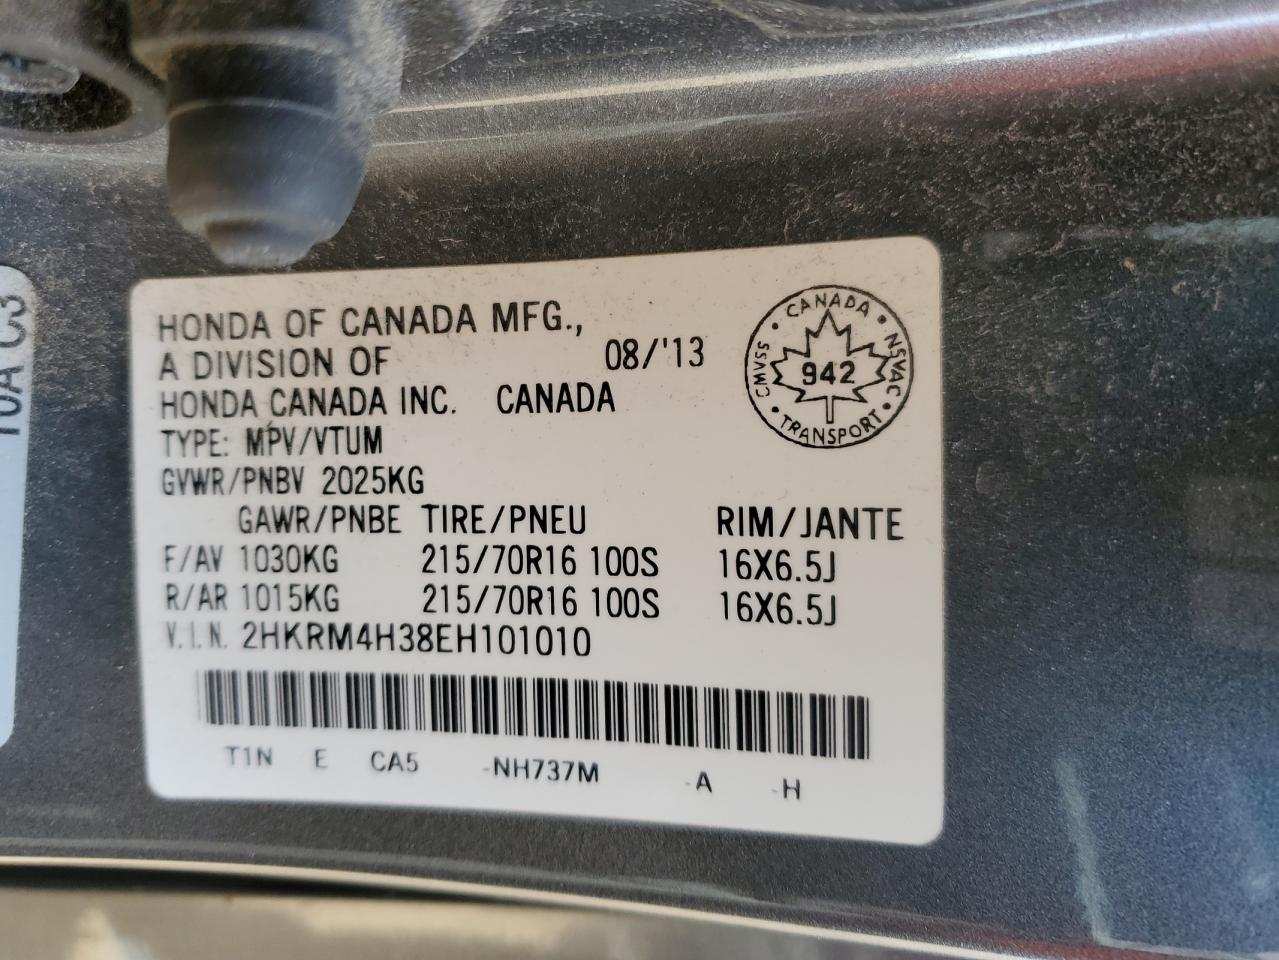 HONDA OF CANADA MFG.,
A DIVISION OF 08/'13
HONDA CANADA INC. CANADA
TYPE: MPV/VTUM
GVWR/PNBV 2025KG
GAWR/PNBE TIRE/PNEU RIM/JANTE
F/AV 1030KG 215/70R16 100S 16X6.5J
R/AR 1015KG 215/70R16 100S 16X6.5J
V.I.N. 2HKRM4H38EH101010
T1N E CA5 -NH737M -A -H
· CANADA ·
NSVAC
· TRANSPORT ·
CMVSS
942
10A C3